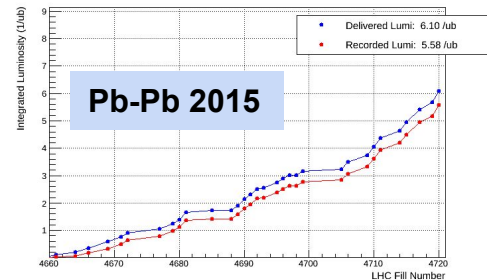 Integrated Luminosity (1/ub)
9
8
7
6
5
4
3
2
1
Delivered Lumi: 6.10 /ub
Recorded Lumi: 5.58 /ub
Pb-Pb 2015
4660 4670 4680 4690 4700 4710 4720
LHC Fill Number